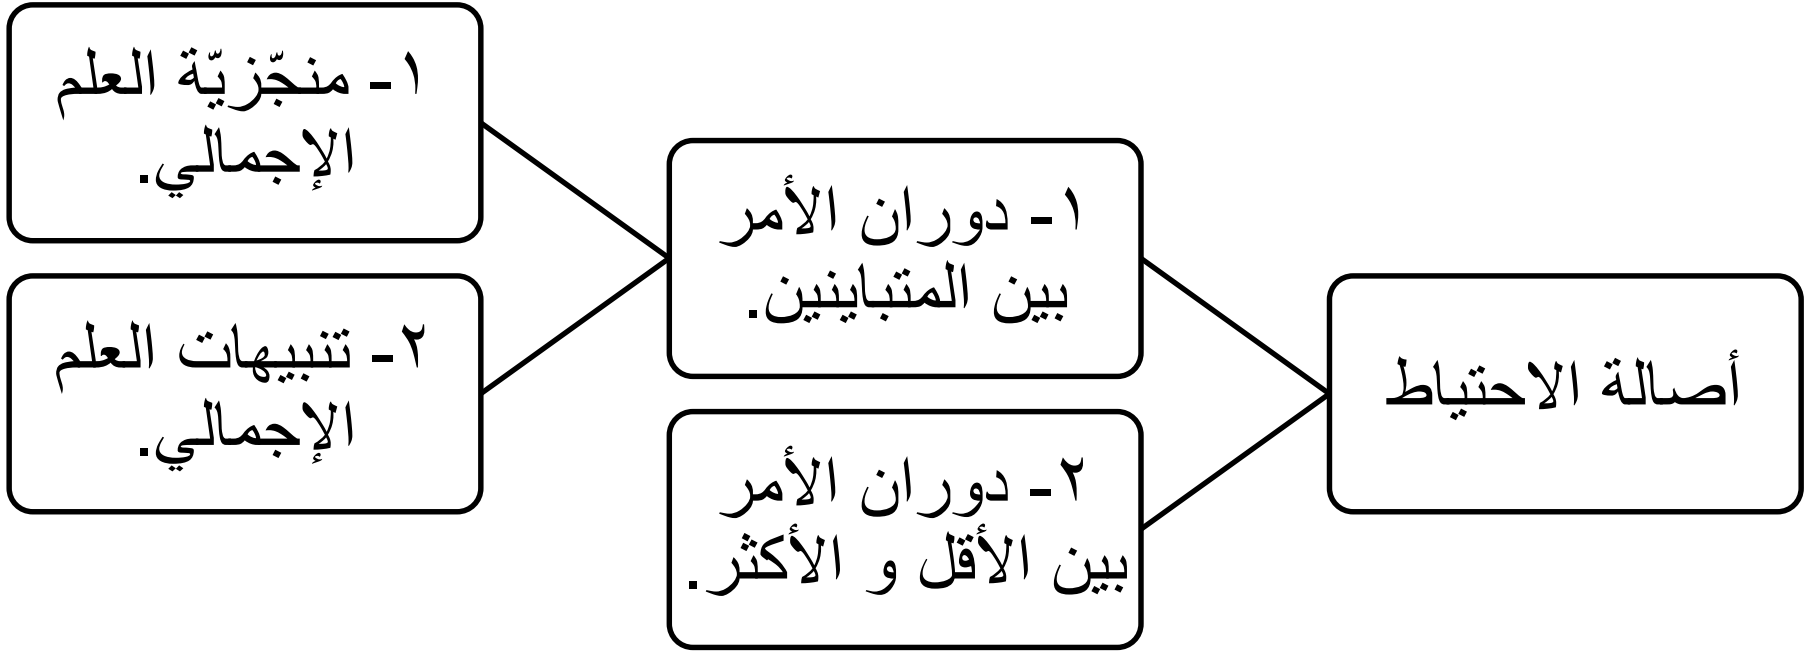 أصالة الاحتياط
١- دوران الأمر
بين المتباينين.
٢- دوران الأمر
بين الأقل و الأكثر.
١- منجّزيّة العلم
الإجمالي.
٢- تنبيهات العلم
الإجمالي.